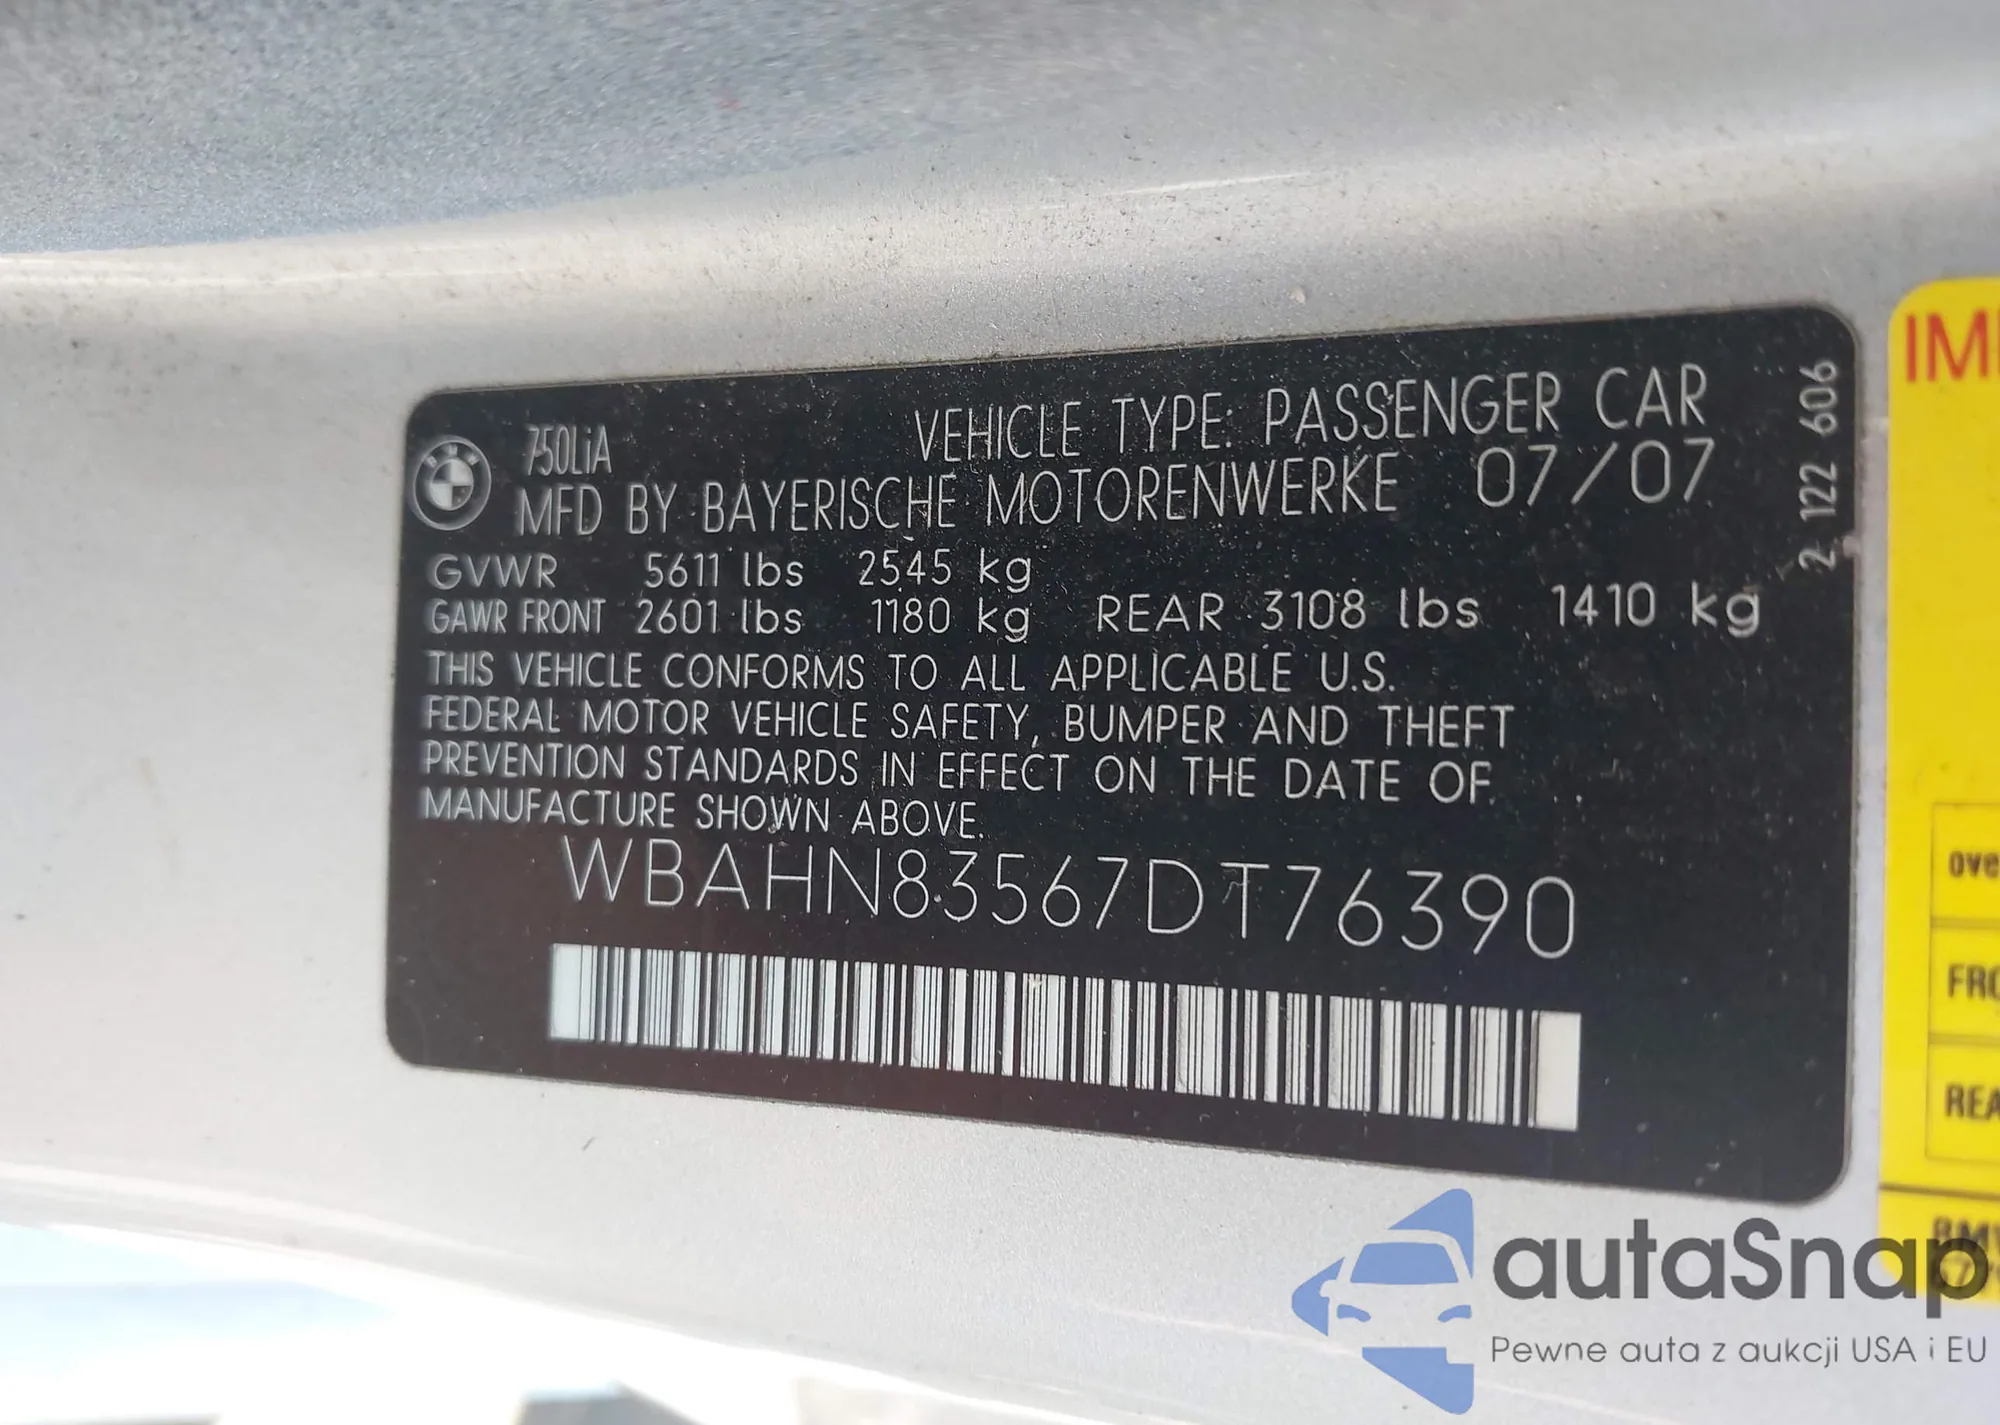 BMW
750LiA
VEHICLE TYPE: PASSENGER CAR
MFD BY BAYERISCHE MOTORENWERKE 07/07
GVWR 5611 lbs 2545 kg
GAWR FRONT 2601 lbs 1180 kg REAR 3108 lbs 1410 kg
THIS VEHICLE CONFORMS TO ALL APPLICABLE U.S.
FEDERAL MOTOR VEHICLE SAFETY, BUMPER AND THEFT
PREVENTION STANDARDS IN EFFECT ON THE DATE OF
MANUFACTURE SHOWN ABOVE.
WBAHN83567DT76390
2 122 606
autaSnap
Pewne auta z aukcji USA i EU